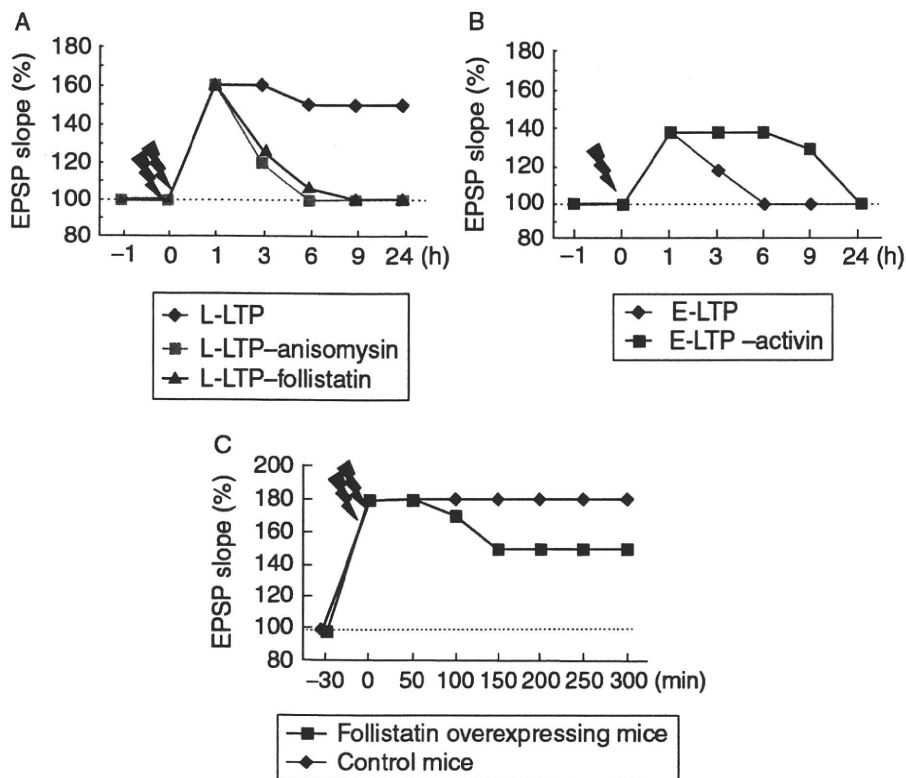 A
EPSP slope (%)
180
160
140
120
100
80
–1 0 1 3 6 9 24 (h)
L-LTP
L-LTP–anisomysin
L-LTP–follistatin
B
EPSP slope (%)
180
160
140
120
100
80
–1 0 1 3 6 9 24 (h)
E-LTP
E-LTP –activin
C
EPSP slope (%)
200
180
160
140
120
100
80
–30 0 50 100 150 200 250 300 (min)
Follistatin overexpressing mice
Control mice